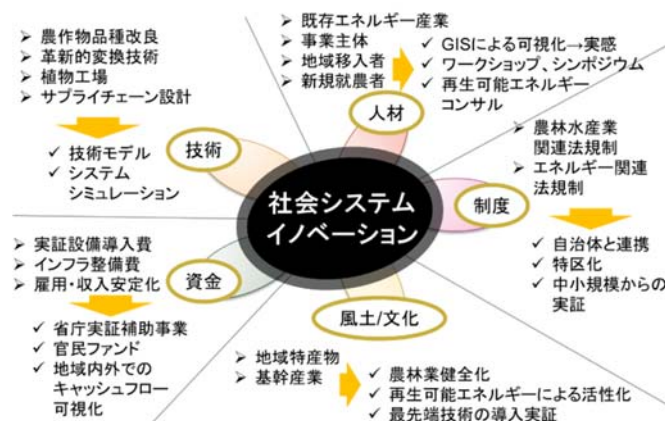 ➢ 農作物品種改良
➢ 革新的変換技術
➢ 植物工場
➢ サプライチェーン設計
✓ 技術モデル
✓ システム
シミュレーション
技術
➢ 既存エネルギー産業
➢ 事業主体
➢ 地域移入者
➢ 新規就農者
✓ GISによる可視化→実感
✓ ワークショップ、シンポジウム
✓ 再生可能エネルギー
コンサル
人材
➢ 農林水産業
関連法規制
➢ エネルギー関連
法規制
✓ 自治体と連携
✓ 特区化
✓ 中小規模からの
実証
制度
社会システム
イノベーション
➢ 実証設備導入費
➢ インフラ整備費
➢ 雇用・収入安定化
✓ 省庁実証補助事業
✓ 官民ファンド
✓ 地域内外での
キャッシュフロー
可視化
資金
風土/文化
➢ 地域特産物
➢ 基幹産業
✓ 農林業健全化
✓ 再生可能エネルギーによる活性化
✓ 最先端技術の導入実証